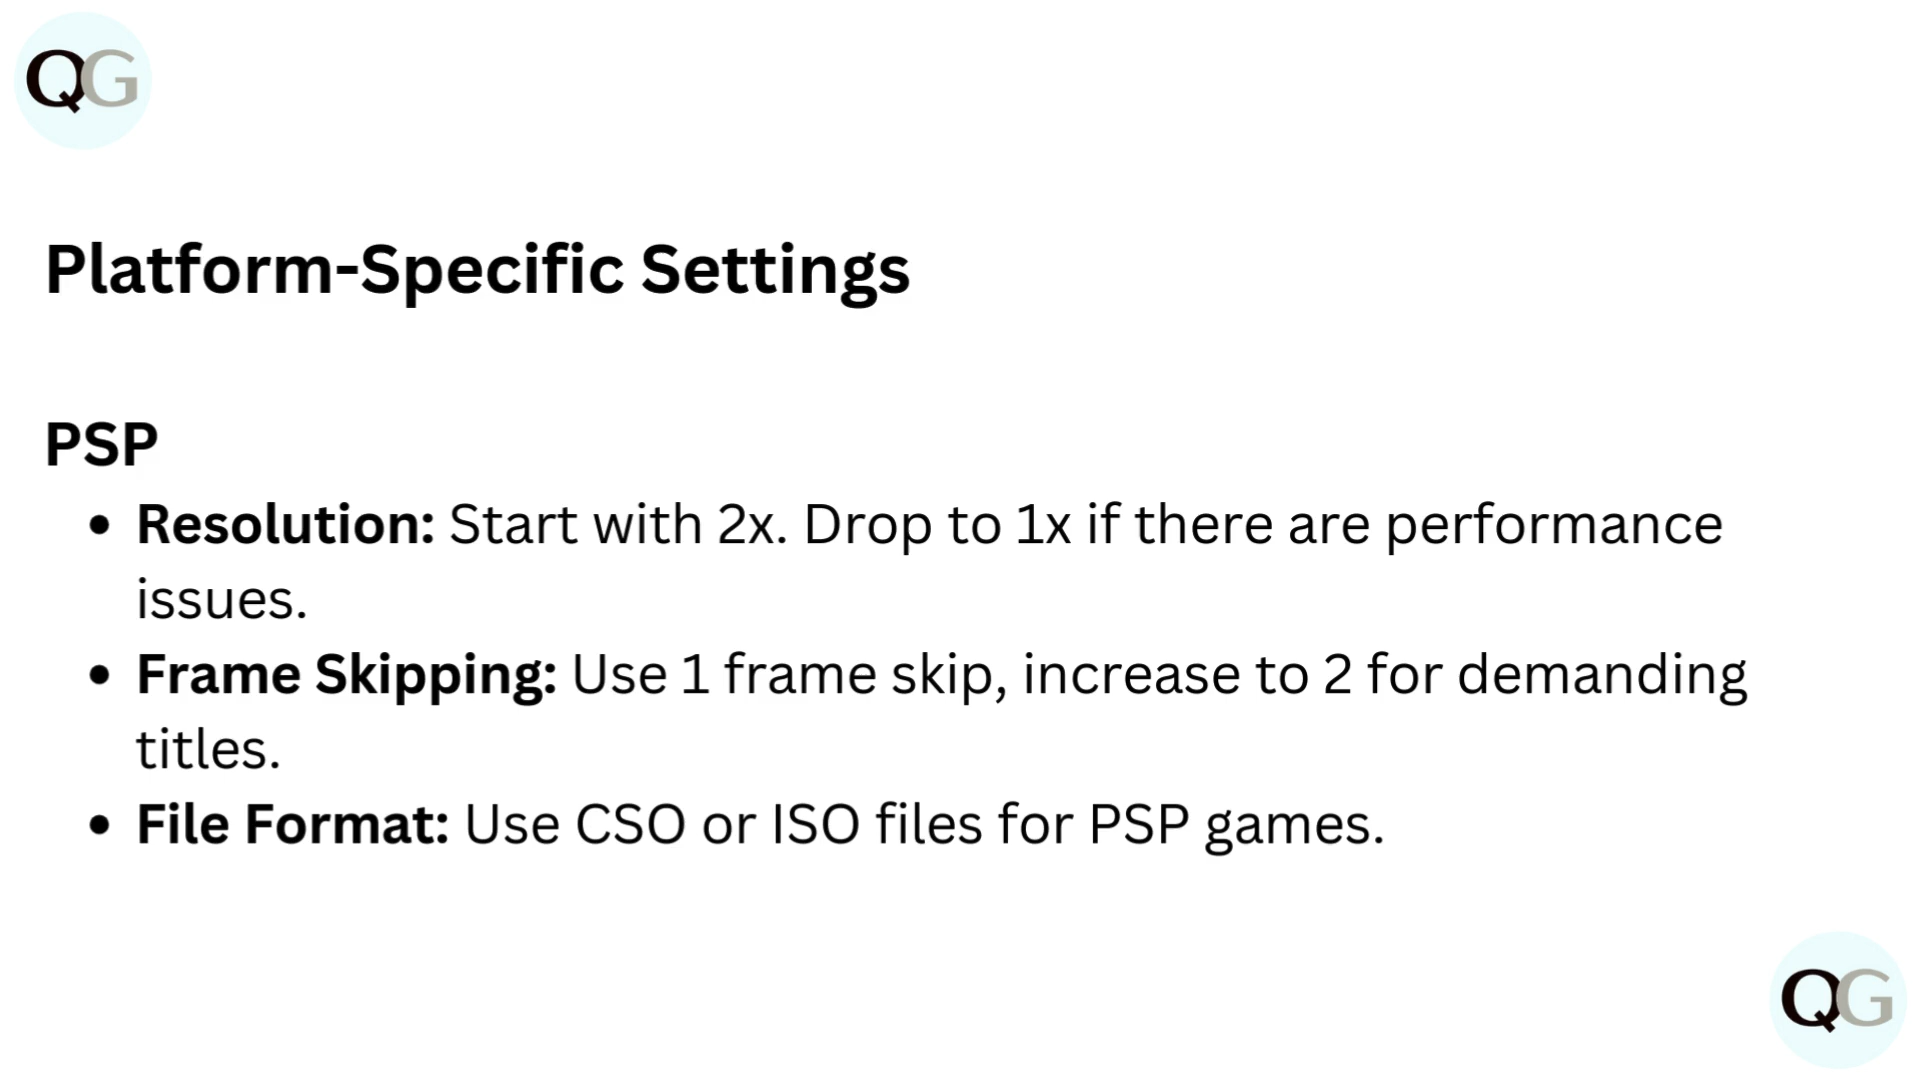 QG
Platform-Specific Settings
PSP
• Resolution: Start with 2x. Drop to 1x if there are performance
issues.
• Frame Skipping: Use 1 frame skip, increase to 2 for demanding
titles.
• File Format: Use CSO or ISO files for PSP games.
QG